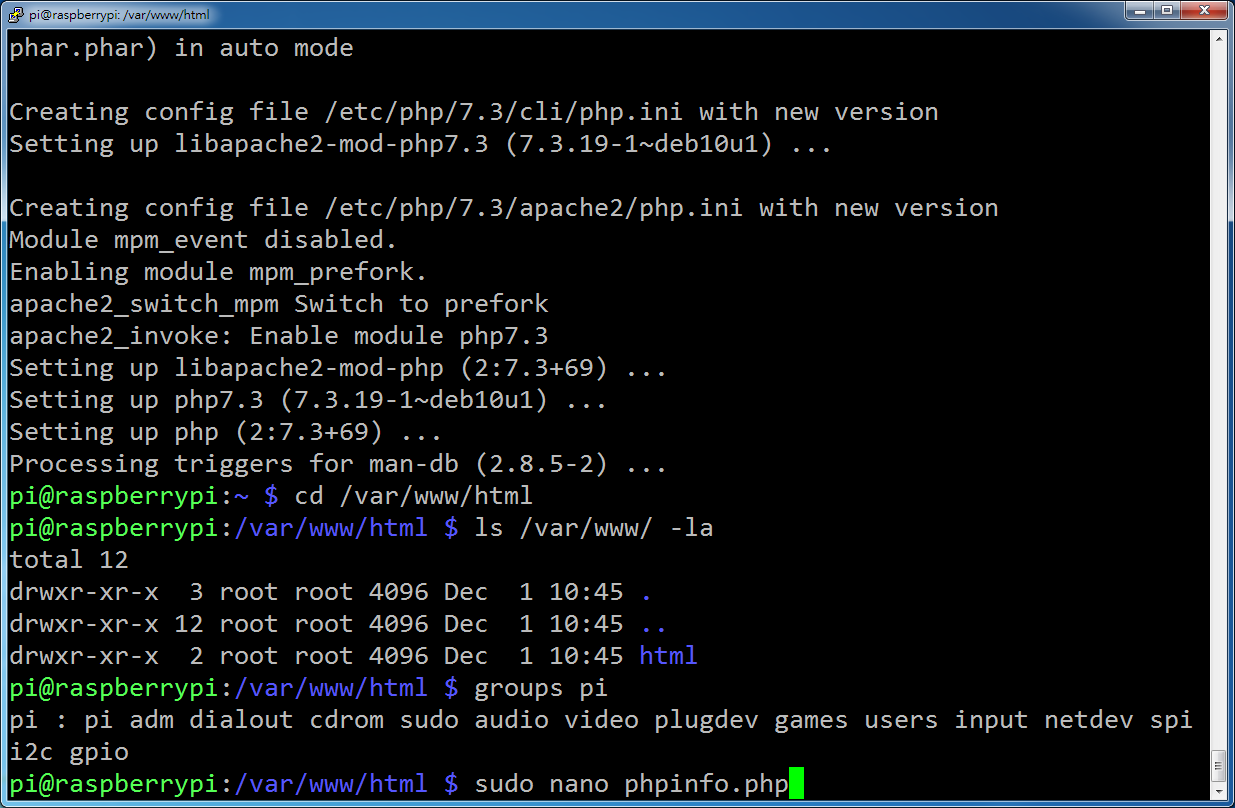 pi@raspberrypi: /var/www/html
phar.phar) in auto mode
Creating config file /etc/php/7.3/cli/php.ini with new version
Setting up libapache2-mod-php7.3 (7.3.19-1~deb10u1) ...
Creating config file /etc/php/7.3/apache2/php.ini with new version
Module mpm_event disabled.
Enabling module mpm_prefork.
apache2_switch_mpm Switch to prefork
apache2_invoke: Enable module php7.3
Setting up libapache2-mod-php (2:7.3+69) ...
Setting up php7.3 (7.3.19-1~deb10u1) ...
Setting up php (2:7.3+69) ...
Processing triggers for man-db (2.8.5-2) ...
pi@raspberrypi:~ $ cd /var/www/html
pi@raspberrypi:/var/www/html $ ls /var/www/ -la
total 12
drwxr-xr-x  3 root root 4096 Dec  1 10:45 .
drwxr-xr-x 12 root root 4096 Dec  1 10:45 ..
drwxr-xr-x  2 root root 4096 Dec  1 10:45 html
pi@raspberrypi:/var/www/html $ groups pi
pi : pi adm dialout cdrom sudo audio video plugdev games users input netdev spi
i2c gpio
pi@raspberrypi:/var/www/html $ sudo nano phpinfo.php